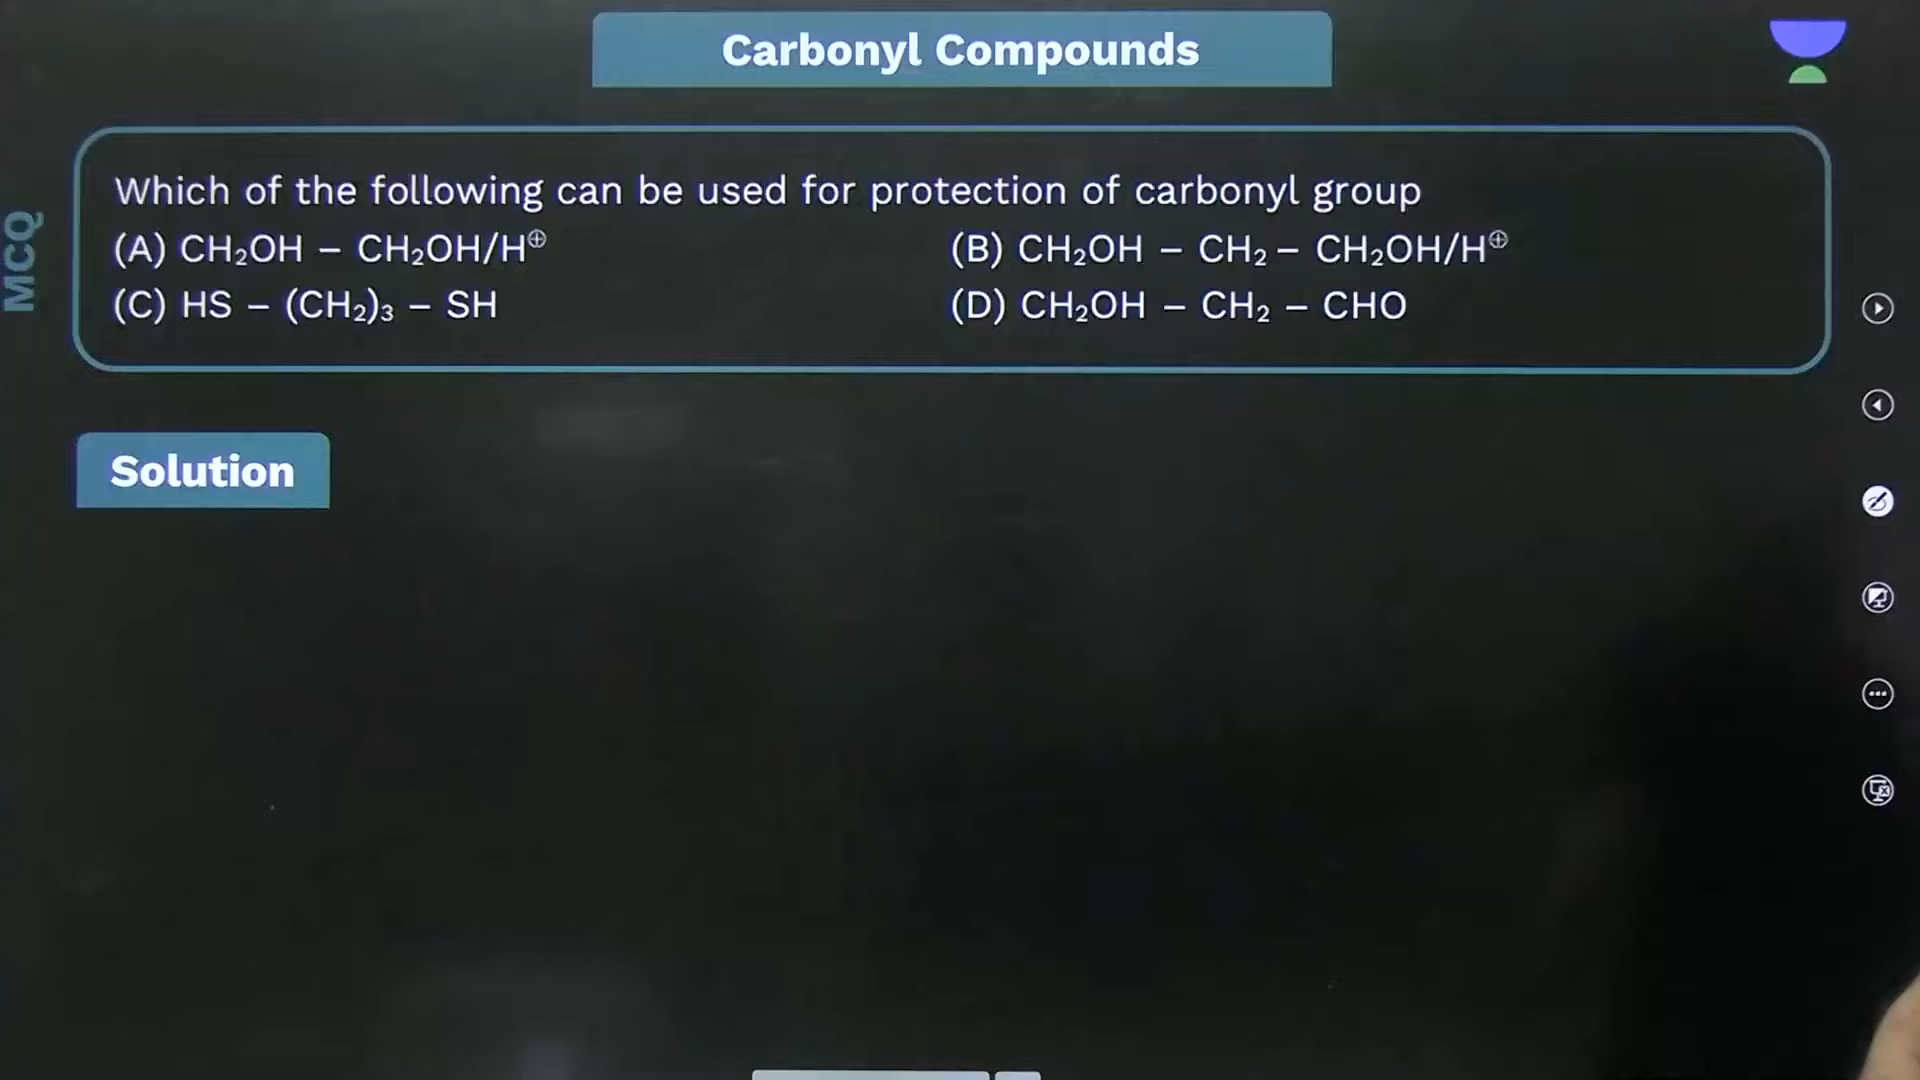 Carbonyl Compounds
MCQ
Which of the following can be used for protection of carbonyl group
(A) CH₂OH – CH₂OH/H⊕ (B) CH₂OH – CH₂ – CH₂OH/H⊕
(C) HS – (CH₂)₃ – SH (D) CH₂OH – CH₂ – CHO
Solution